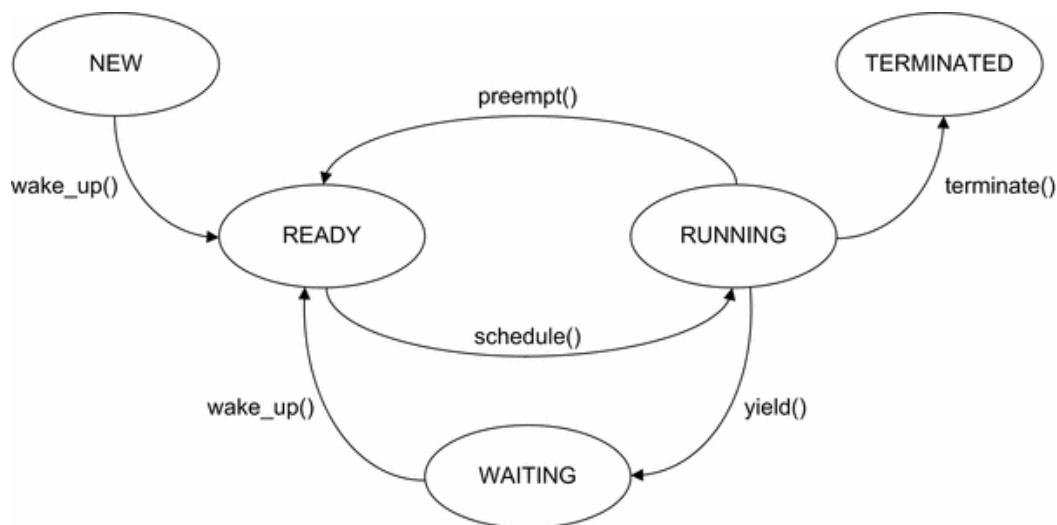 NEW
TERMINATED
preempt()
wake_up()
terminate()
READY
RUNNING
schedule()
wake_up()
yield()
WAITING